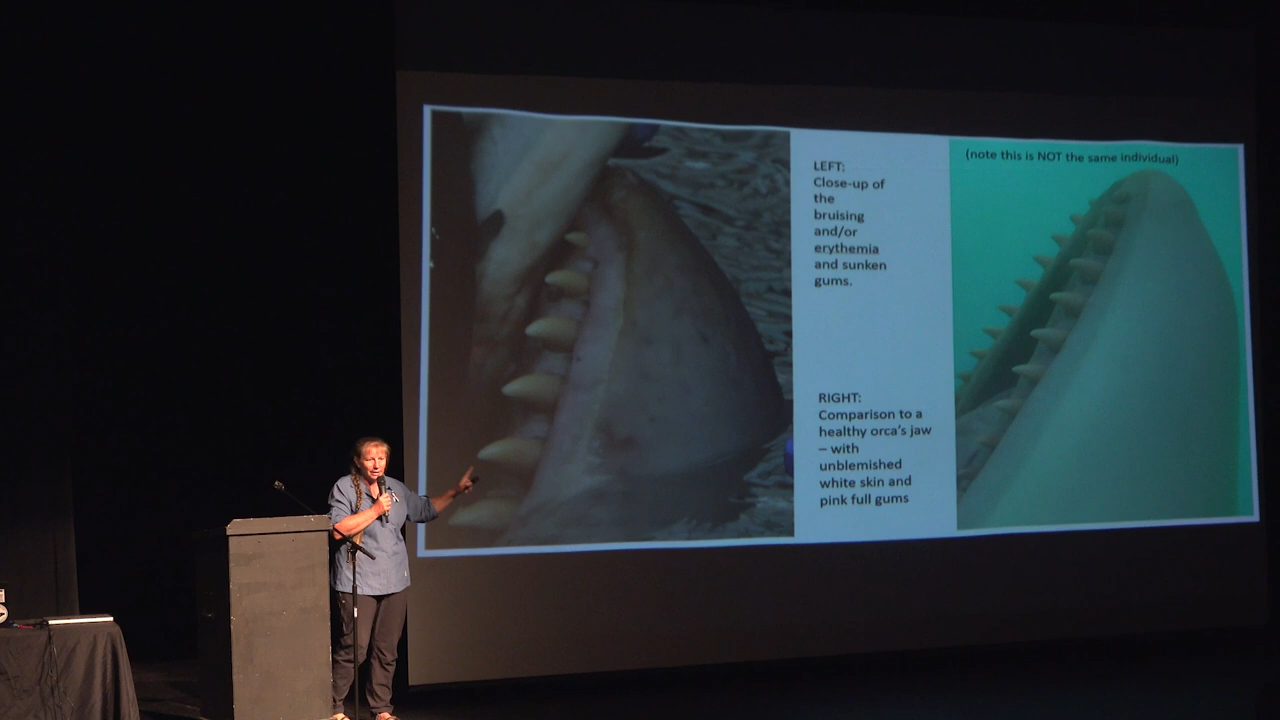 LEFT:
Close-up of
the
bruising
and/or
erythemia
and sunken
gums.
RIGHT:
Comparison to a
healthy orca's jaw
– with
unblemished
white skin and
pink full gums
(note this is NOT the same individual)